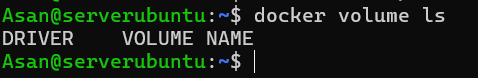 Asan@serverubuntu:~$ docker volume ls
DRIVER    VOLUME NAME
Asan@serverubuntu:~$